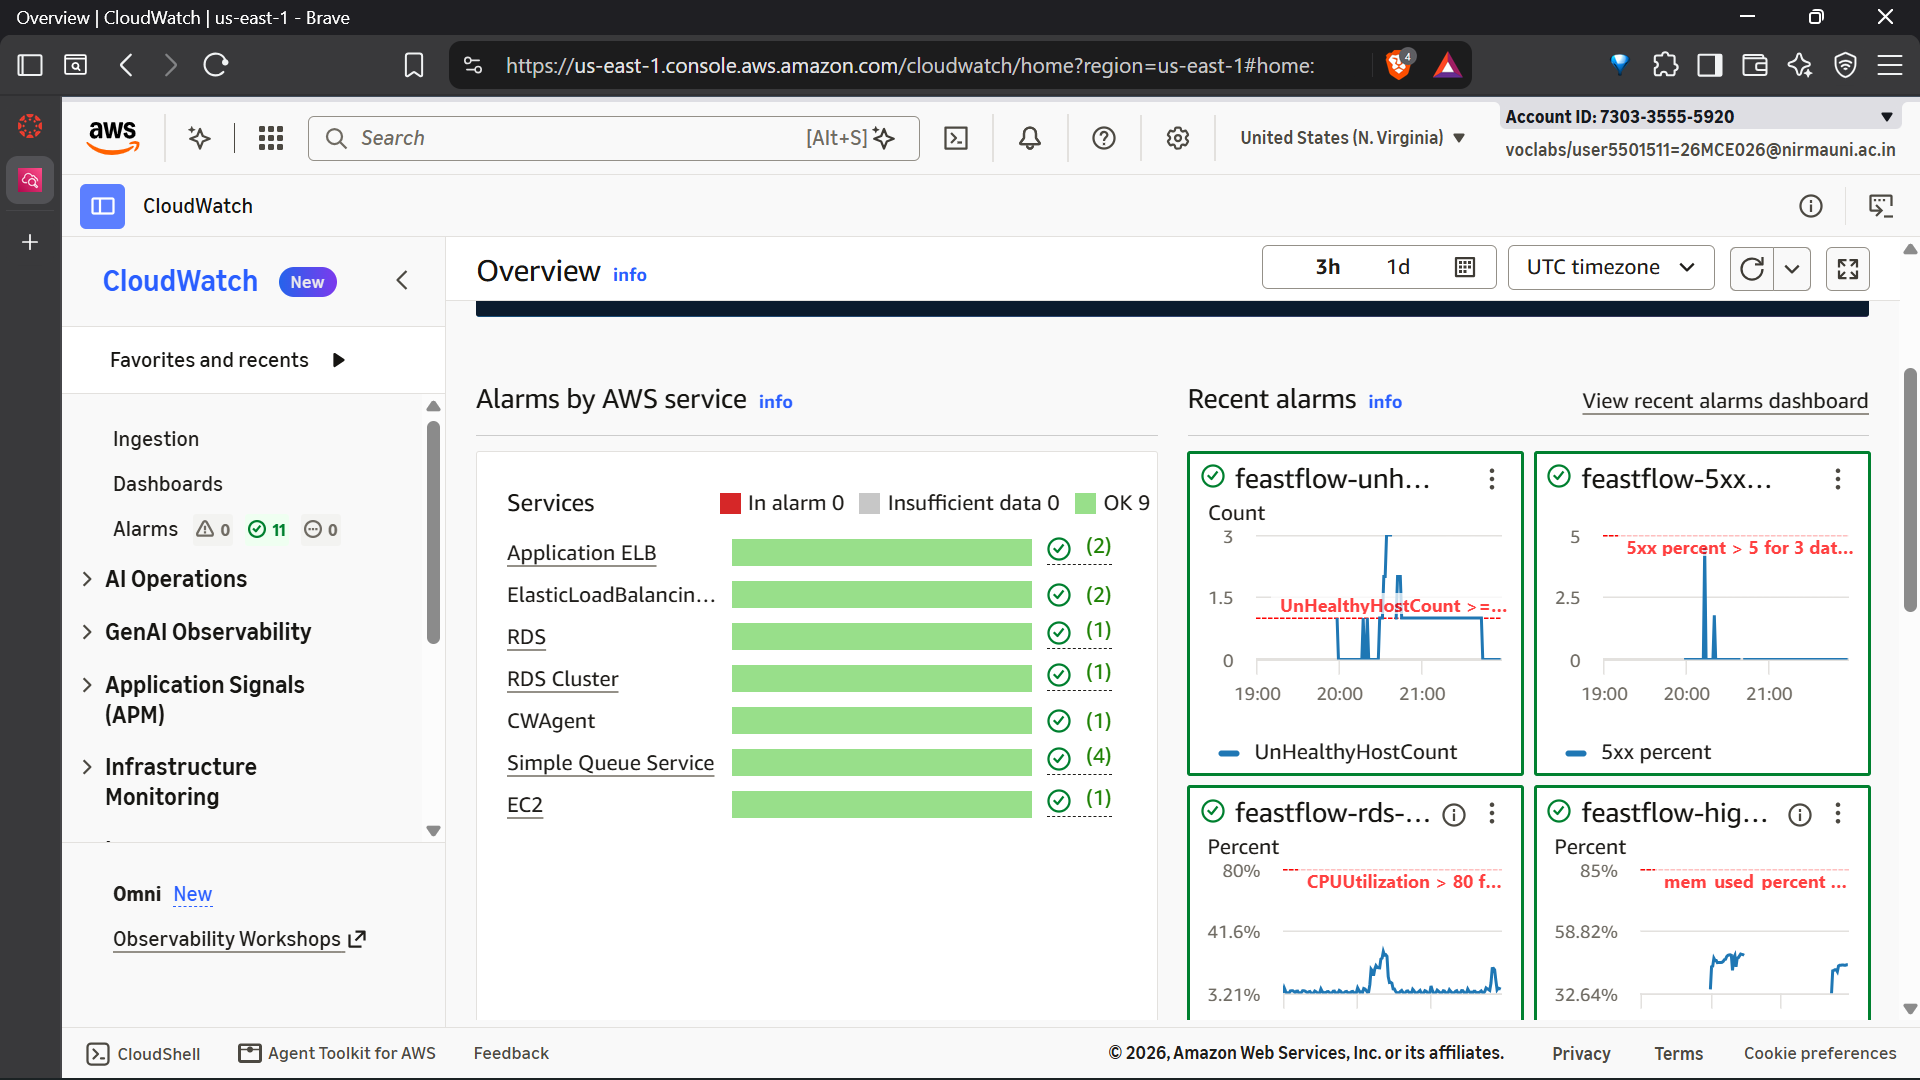 Overview | CloudWatch | us-east-1 - Brave
https://us-east-1.console.aws.amazon.com/cloudwatch/home?region=us-east-1#home:
4
aws
Search
[Alt+S]
United States (N. Virginia)
Account ID: 7303-3555-5920
voclabs/user5501511=26MCE026@nirmauni.ac.in
CloudWatch
CloudWatch New
Favorites and recents
Ingestion
Dashboards
Alarms 0 11 0
AI Operations
GenAI Observability
Application Signals
(APM)
Infrastructure
Monitoring
Omni New
Observability Workshops
Overview info
3h 1d
UTC timezone
Alarms by AWS service info
Services
In alarm 0 Insufficient data 0 OK 9
Application ELB (2)
ElasticLoadBalancin... (2)
RDS (1)
RDS Cluster (1)
CWAgent (1)
Simple Queue Service (4)
EC2 (1)
Recent alarms info
View recent alarms dashboard
feastflow-unh...
Count
3
1.5
UnHealthyHostCount >=...
0
19:00 20:00 21:00
UnHealthyHostCount
feastflow-5xx...
5
5xx percent > 5 for 3 dat...
2.5
0
19:00 20:00 21:00
5xx percent
feastflow-rds-...
Percent
80%
CPUUtilization > 80 f...
41.6%
3.21%
feastflow-hig...
Percent
85%
mem_used_percent ...
58.82%
32.64%
CloudShell
Agent Toolkit for AWS
Feedback
© 2026, Amazon Web Services, Inc. or its affiliates.
Privacy
Terms
Cookie preferences